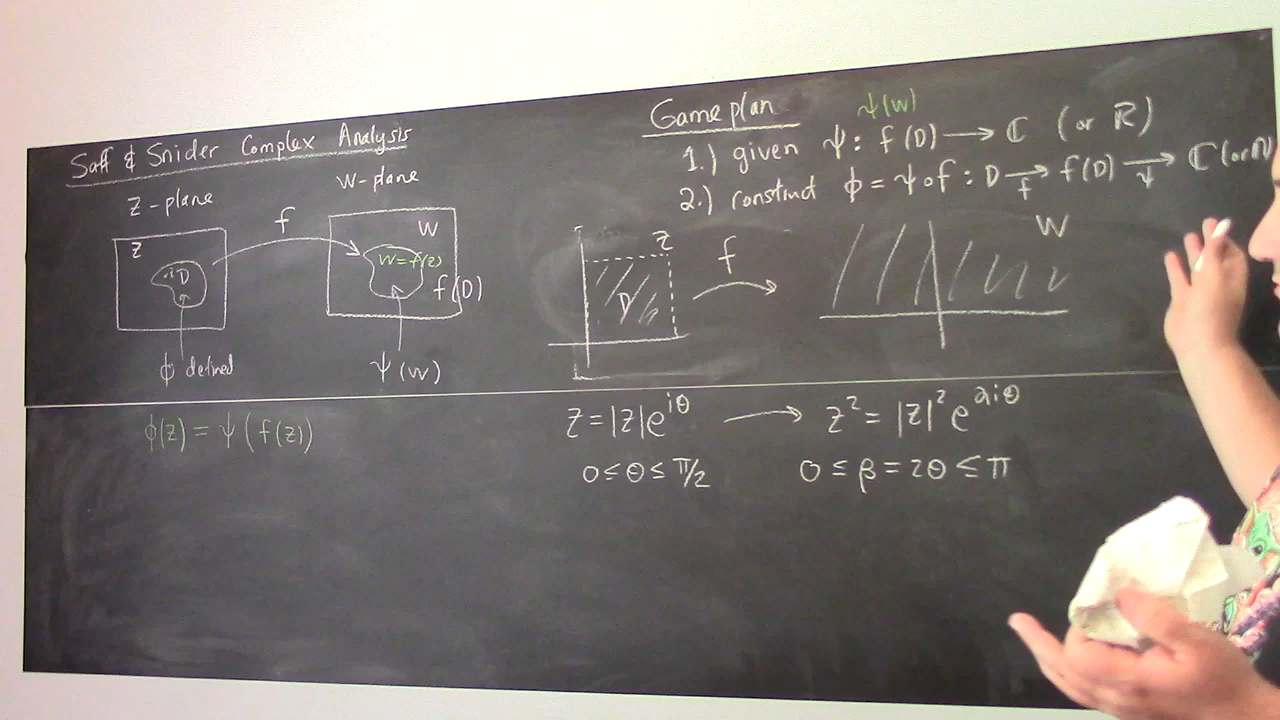 Saff & Snider Complex Analysis
z-plane
w-plane
f
z
w
·z D
w=f(z)
f(D)
ϕ defined
ψ(w)
ϕ(z) = ψ(f(z))
Game plan
ψ(w)
1.) given ψ: f(D) → ℂ (or ℝ)
2.) construct ϕ = ψ∘f : D →f f(D) →ψ ℂ (or ℝ)
z
D
f
w
z = |z|e^{iθ} → z² = |z|² e^{2iθ}
0 ≤ θ ≤ π/2
0 ≤ β = 2θ ≤ π